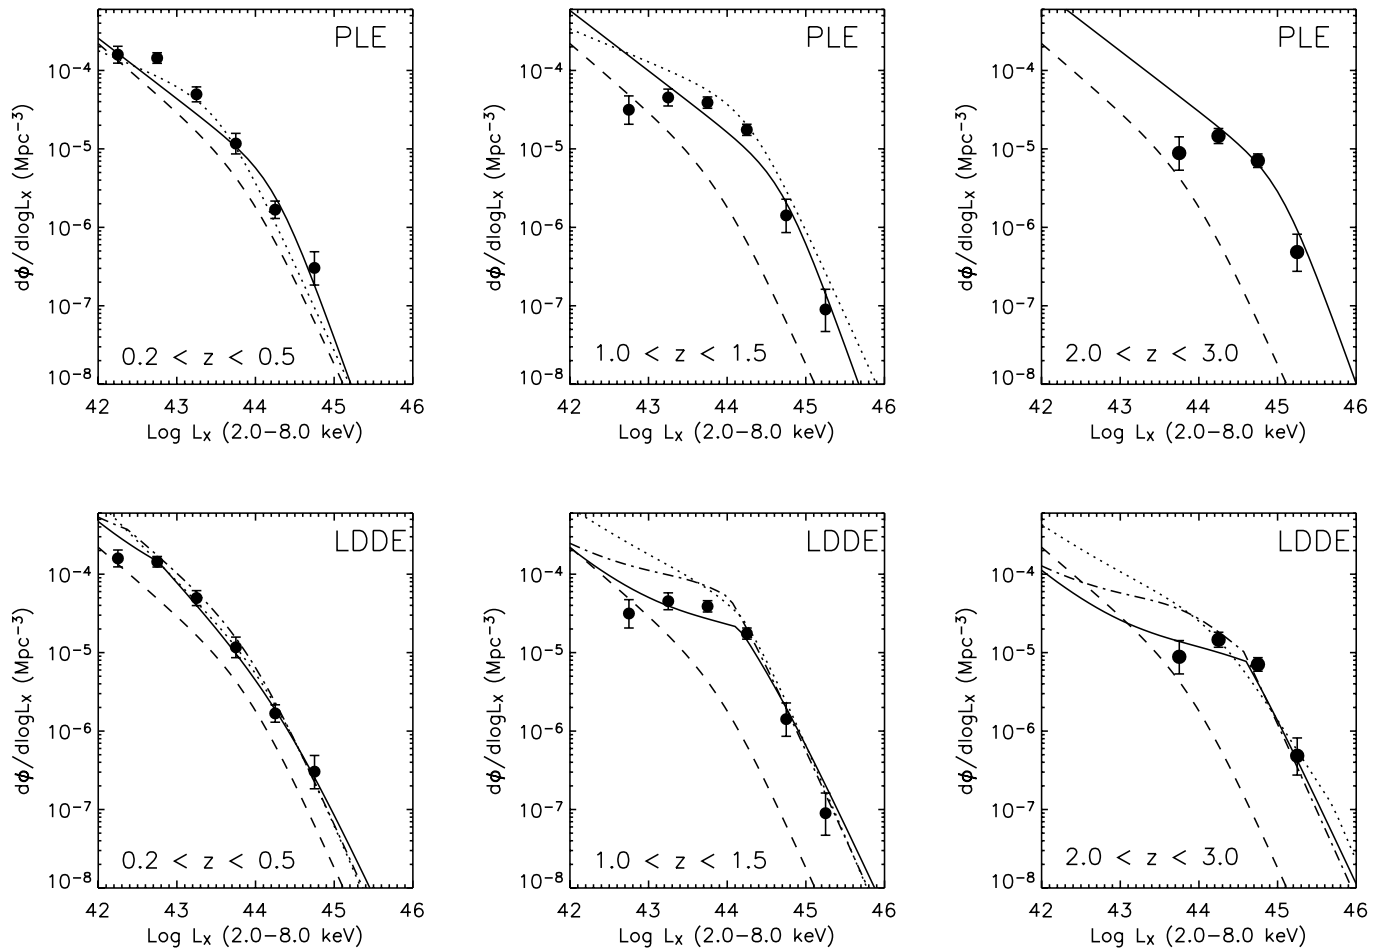 PLE
10⁻⁴
10⁻⁵
10⁻⁶
10⁻⁷
10⁻⁸
dϕ/dlogLx (Mpc⁻³)
0.2 < z < 0.5
42 43 44 45 46
Log Lx (2.0–8.0 keV)
PLE
10⁻⁴
10⁻⁵
10⁻⁶
10⁻⁷
10⁻⁸
dϕ/dlogLx (Mpc⁻³)
1.0 < z < 1.5
42 43 44 45 46
Log Lx (2.0–8.0 keV)
PLE
10⁻⁴
10⁻⁵
10⁻⁶
10⁻⁷
10⁻⁸
dϕ/dlogLx (Mpc⁻³)
2.0 < z < 3.0
42 43 44 45 46
Log Lx (2.0–8.0 keV)
LDDE
10⁻⁴
10⁻⁵
10⁻⁶
10⁻⁷
10⁻⁸
dϕ/dlogLx (Mpc⁻³)
0.2 < z < 0.5
42 43 44 45 46
Log Lx (2.0–8.0 keV)
LDDE
10⁻⁴
10⁻⁵
10⁻⁶
10⁻⁷
10⁻⁸
dϕ/dlogLx (Mpc⁻³)
1.0 < z < 1.5
42 43 44 45 46
Log Lx (2.0–8.0 keV)
LDDE
10⁻⁴
10⁻⁵
10⁻⁶
10⁻⁷
10⁻⁸
dϕ/dlogLx (Mpc⁻³)
2.0 < z < 3.0
42 43 44 45 46
Log Lx (2.0–8.0 keV)